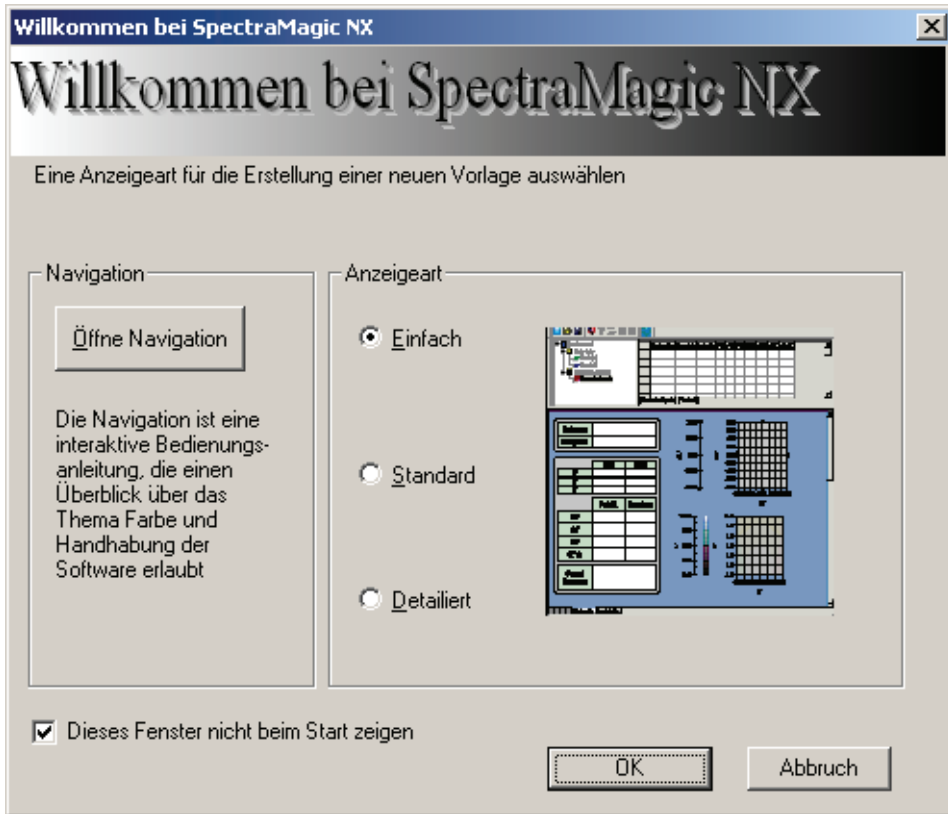 Willkommen bei SpectraMagic NX
Willkommen bei SpectraMagic NX
Eine Anzeigeart für die Erstellung einer neuen Vorlage auswählen
Navigation
Öffne Navigation
Die Navigation ist eine
interaktive Bedienungs-
anleitung, die einen
Überblick über das
Thema Farbe und
Handhabung der
Software erlaubt
Anzeigeart
Einfach
Standard
Detailiert
Dieses Fenster nicht beim Start zeigen
OK
Abbruch